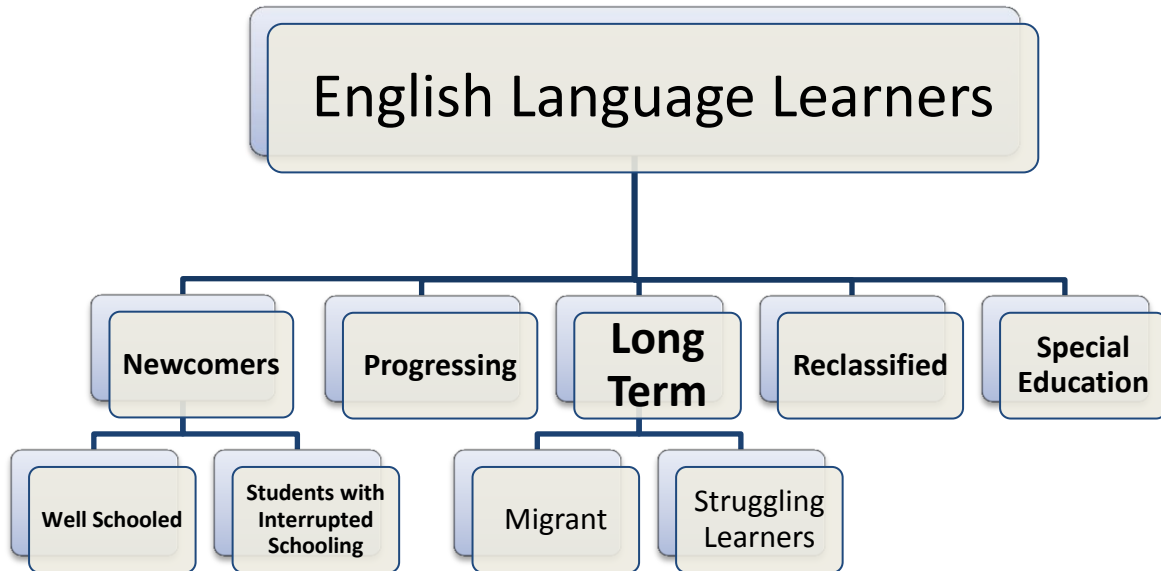 English Language Learners
Newcomers
Progressing
Long
Term
Reclassified
Special
Education
Well Schooled
Students with
Interrupted
Schooling
Migrant
Struggling
Learners